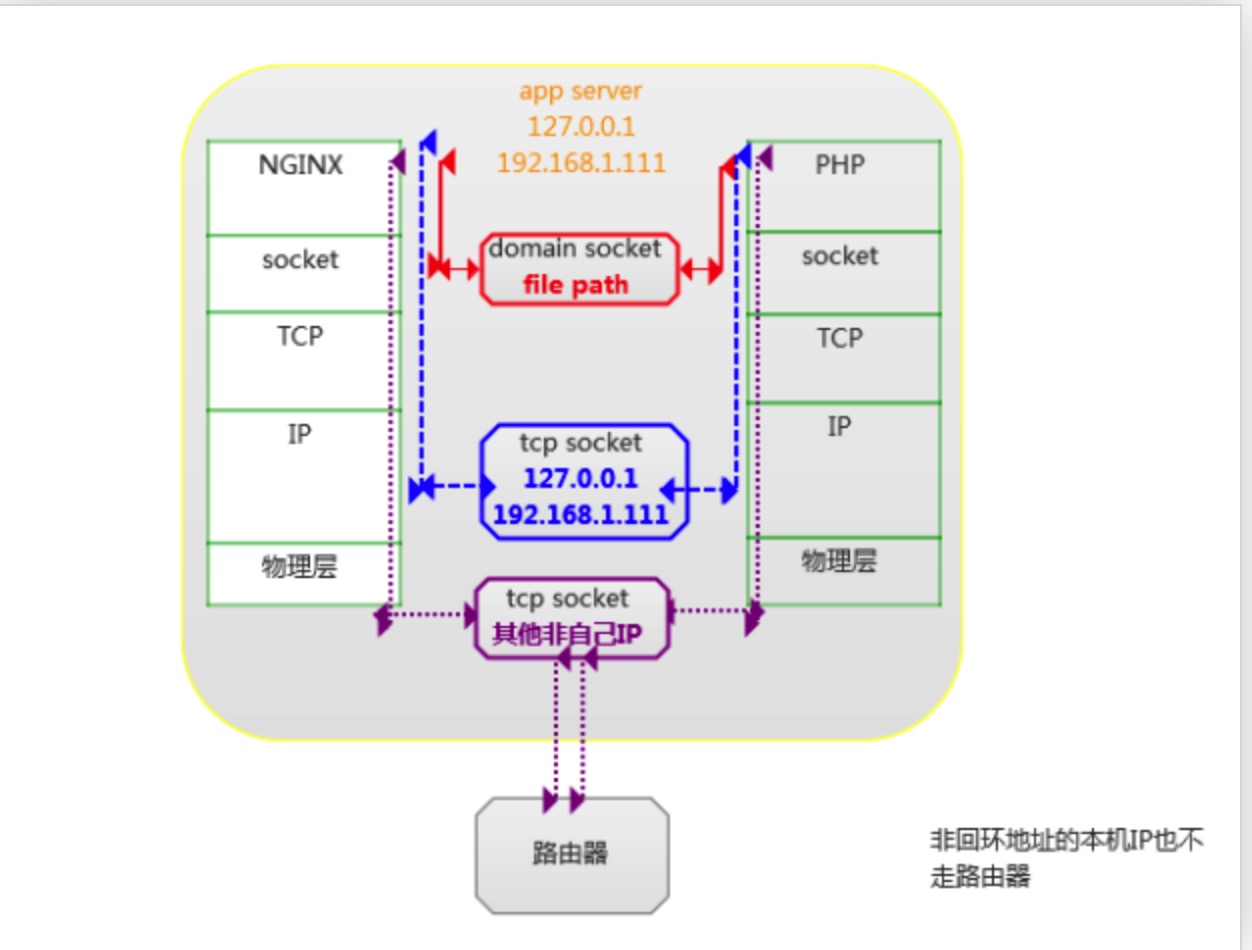 app server
127.0.0.1
192.168.1.111
NGINX
socket
TCP
IP
物理层
domain socket
file path
tcp socket
127.0.0.1
192.168.1.111
tcp socket
其他非自己IP
PHP
socket
TCP
IP
物理层
路由器
非回环地址的本机IP也不
走路由器